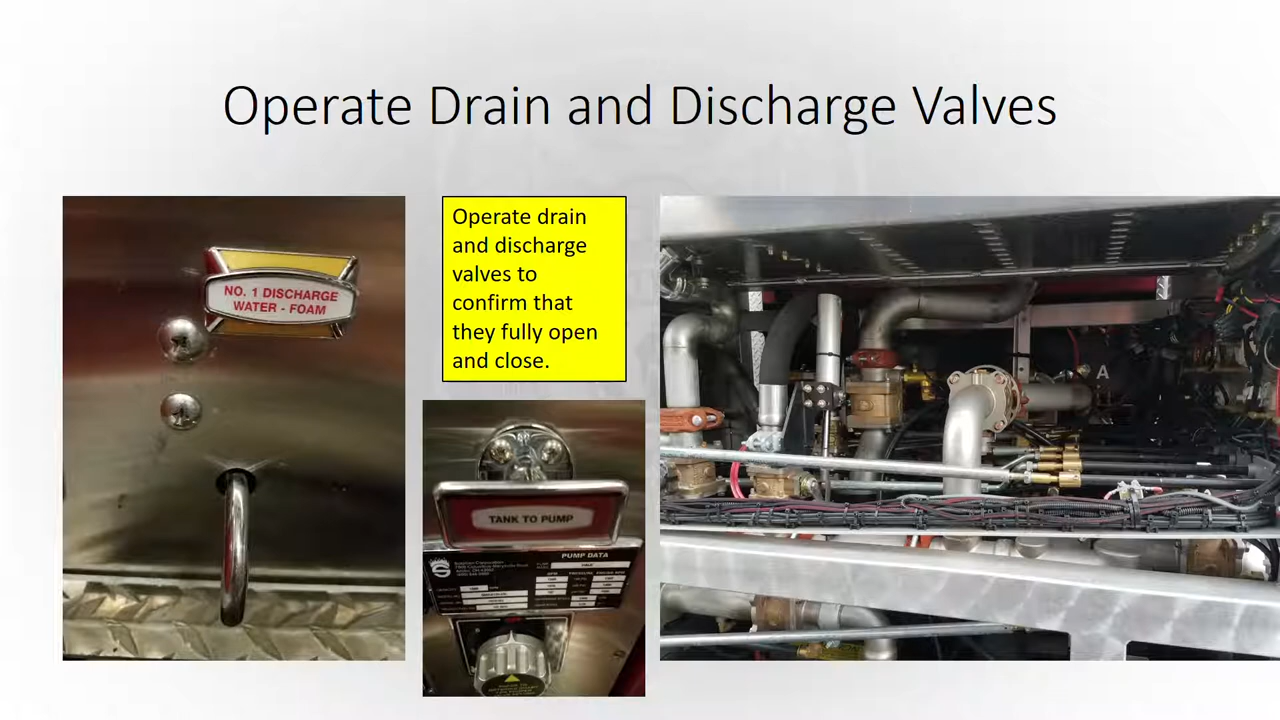 Operate Drain and Discharge Valves
NO. 1 DISCHARGE
WATER - FOAM
Operate drain
and discharge
valves to
confirm that
they fully open
and close.
TANK TO PUMP
PUMP DATA
A